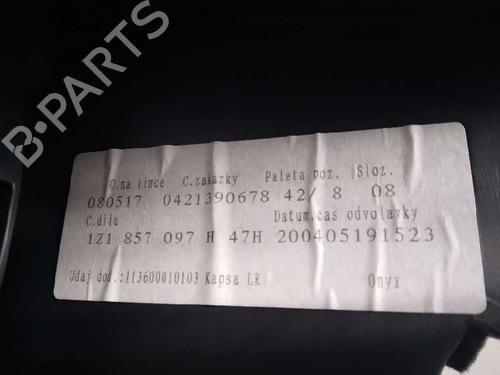 B-PARTS
O.na lince C.zakazky Paleta poz. Sloz.
080517 0421390678 42/ 8 08
C.dilu Datum,cas odvolavky
1Z1 857 097 H 47H 200405191523
Udaj dod.:113600010103 Kapsa LR Onyx